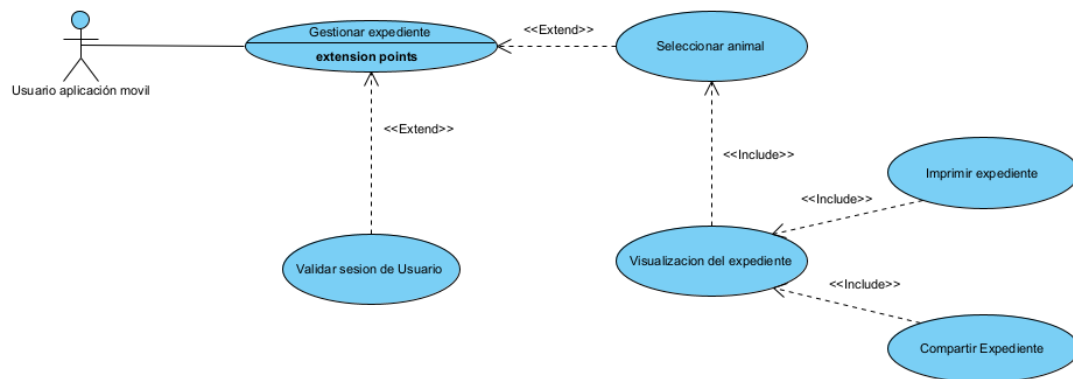 Gestionar expediente
extension points
<<Extend>>
Seleccionar animal
Usuario aplicación movil
<<Extend>>
<<Include>>
Imprimir expediente
<<Include>>
Validar sesion de Usuario
Visualizacion del expediente
<<Include>>
Compartir Expediente